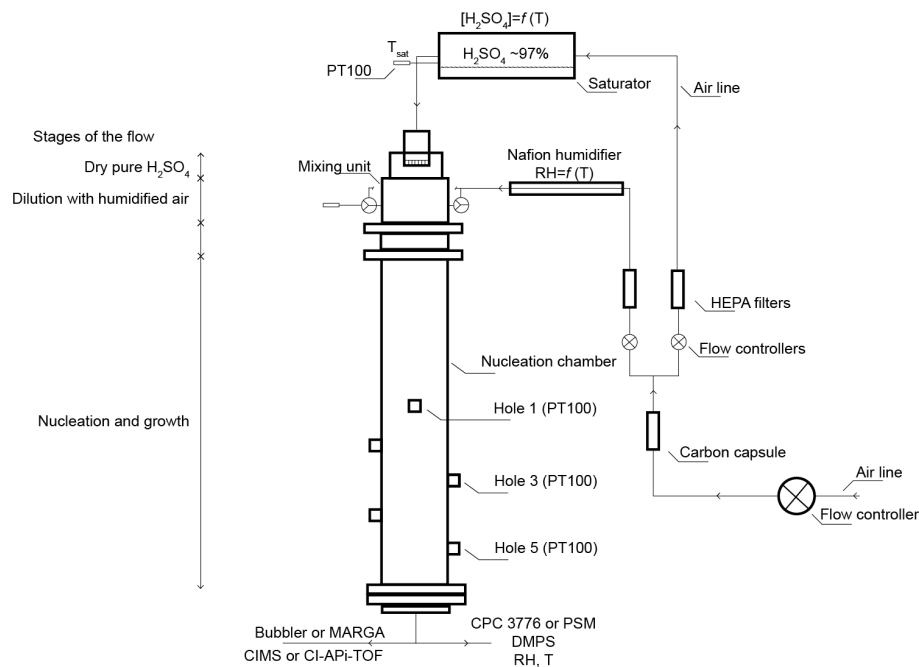 [H2SO4]=f (T)
H2SO4 ~97%
Tsat
PT100
Saturator
Air line
Stages of the flow
Dry pure H2SO4
Mixing unit
Nafion humidifier
RH=f (T)
Dilution with humidified air
HEPA filters
Flow controllers
Nucleation chamber
Hole 1 (PT100)
Nucleation and growth
Carbon capsule
Air line
Hole 3 (PT100)
Flow controller
Hole 5 (PT100)
Bubbler or MARGA
CIMS or CI-APi-TOF
CPC 3776 or PSM
DMPS
RH, T